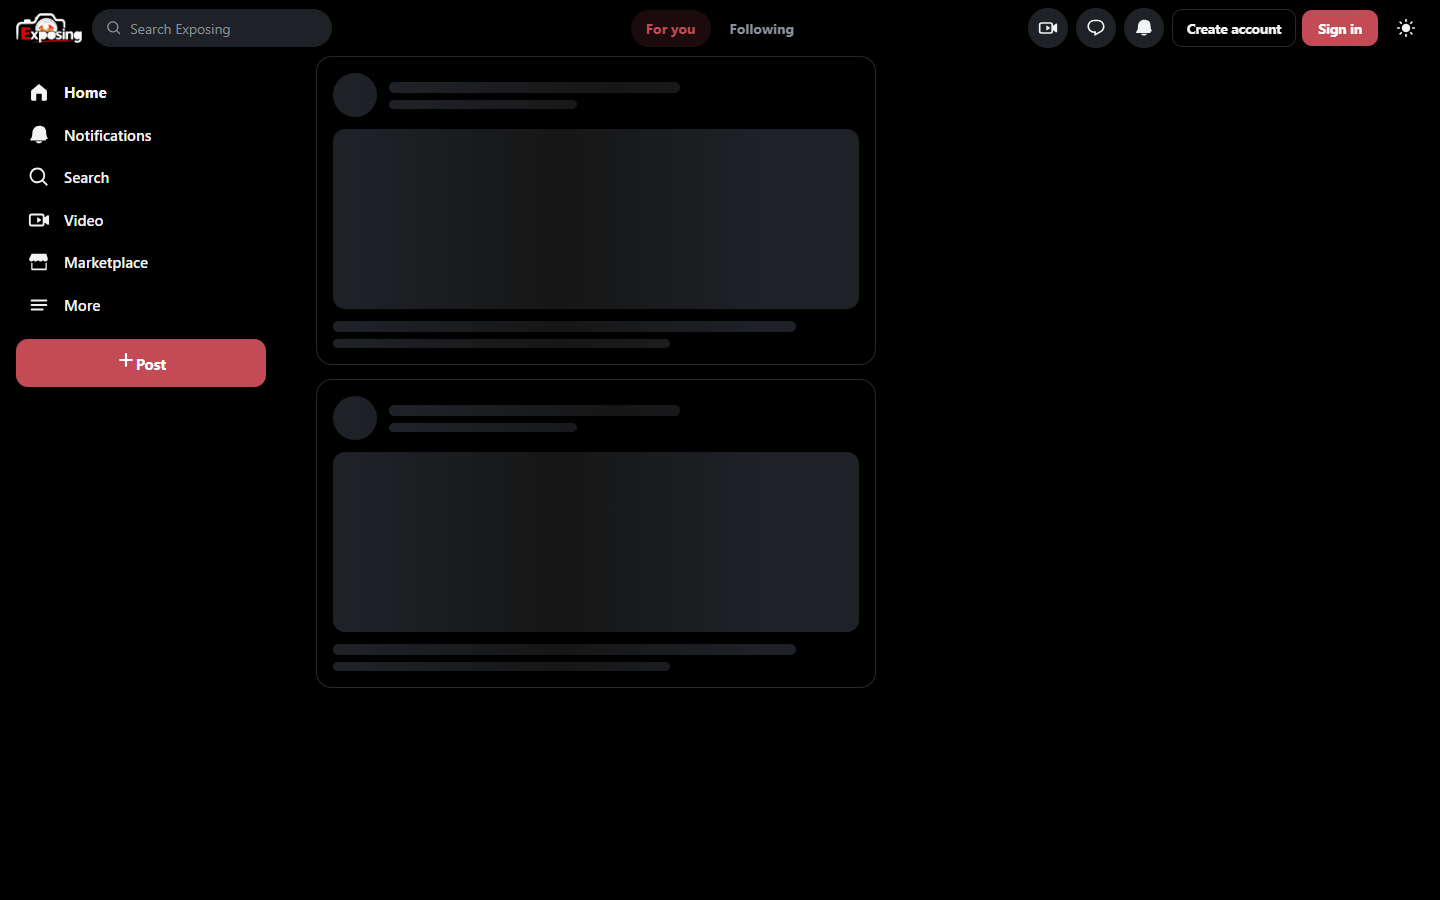 Exposing
Search Exposing
For you
Following
Create account
Sign in
Home
Notifications
Search
Video
Marketplace
More
Post